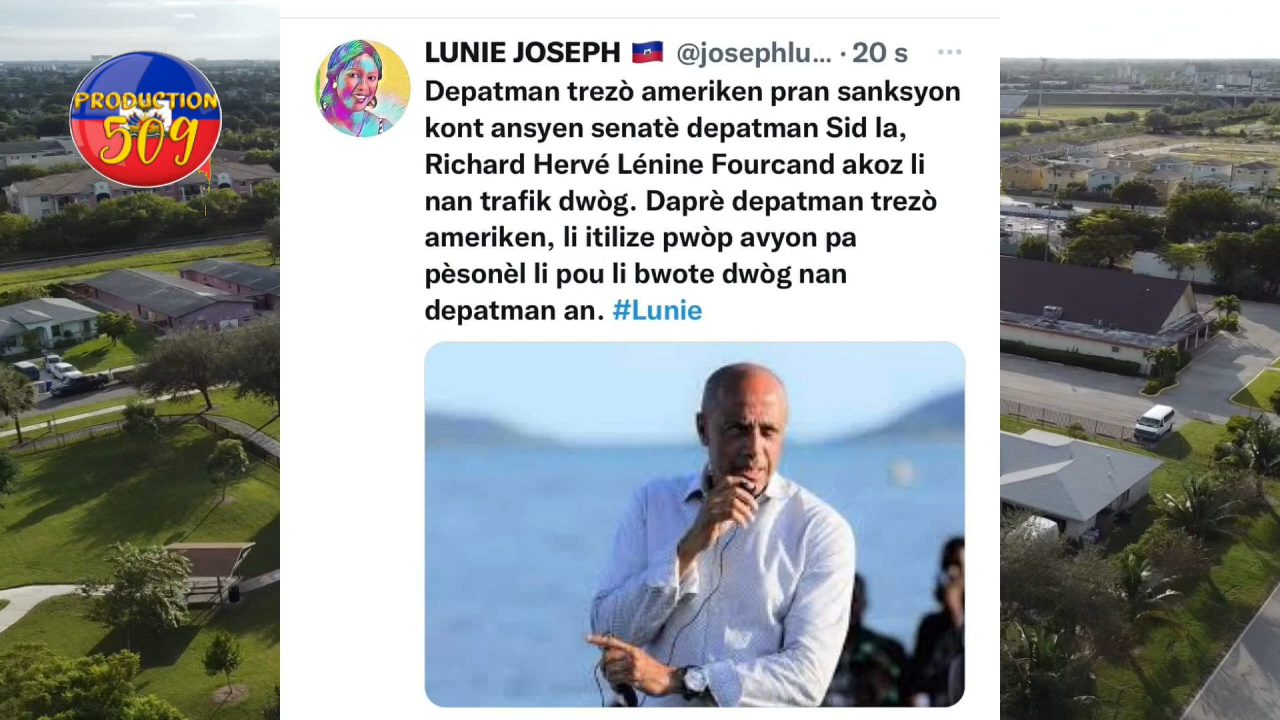 PRODUCTION
509
LUNIE JOSEPH 🇭🇹 @josephlu... · 20 s
Depatman trezò ameriken pran sanksyon
kont ansyen senatè depatman Sid la,
Richard Hervé Lénine Fourcand akoz li
nan trafik dwòg. Daprè depatman trezò
ameriken, li itilize pwòp avyon pa
pèsonèl li pou li bwote dwòg nan
depatman an. #Lunie